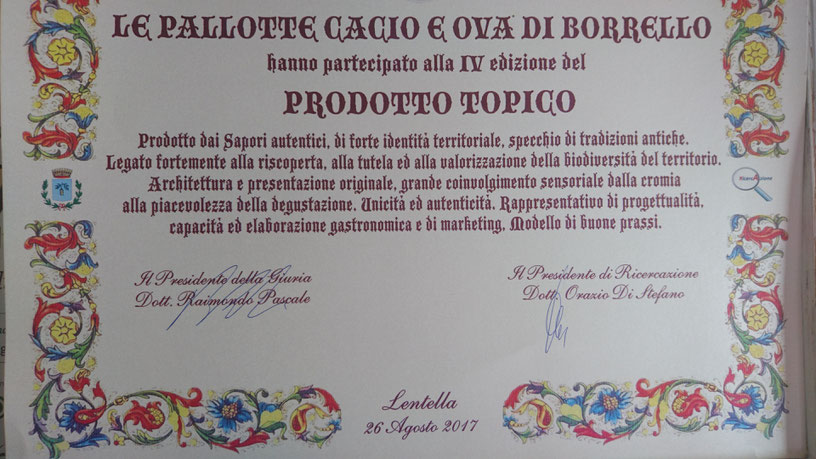 LE PALLOTTE CACIO E OVA DI BORRELLO
hanno partecipato alla IV edizione del
PRODOTTO TOPICO
Prodotto dai Sapori autentici, di forte identità territoriale, specchio di tradizioni antiche.
Legato fortemente alla riscoperta, alla tutela ed alla valorizzazione della biodiversità del territorio.
Architettura e presentazione originale, grande coinvolgimento sensoriale dalla cromia
alla piacevolezza della degustazione. Unicità ed autenticità. Rappresentativo di progettualità,
capacità ed elaborazione gastronomica e di marketing. Modello di buone prassi.
Ricercazione
Il Presidente della Giuria
Dott. Raimondo Pascale
Il Presidente di Ricercazione
Dott. Orazio Di Stefano
Lentella
26 Agosto 2017